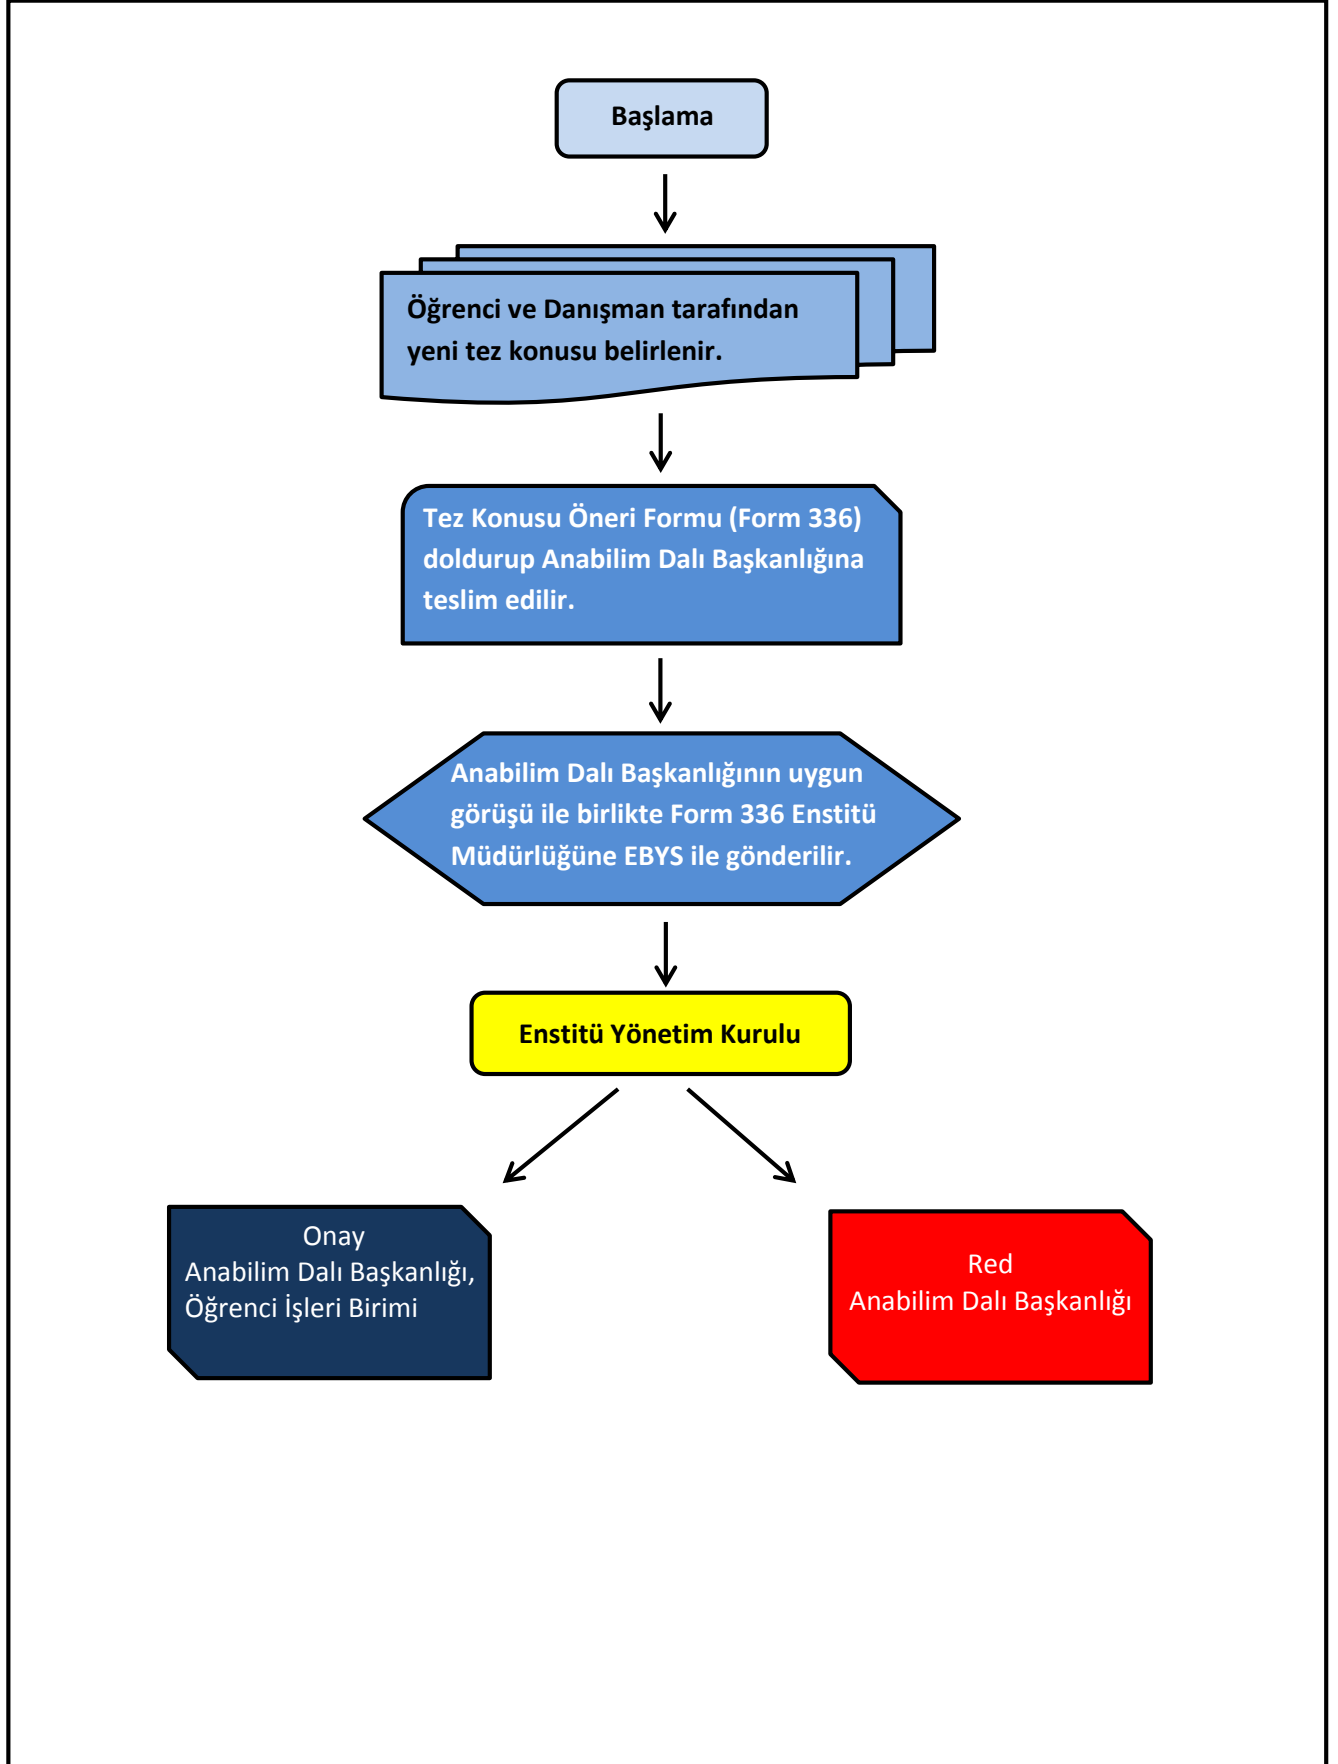 Başlama
Öğrenci ve Danışman tarafından
yeni tez konusu belirlenir.
Tez Konusu Öneri Formu (Form 336)
doldurup Anabilim Dalı Başkanlığına
teslim edilir.
Anabilim Dalı Başkanlığının uygun
görüşü ile birlikte Form 336 Enstitü
Müdürlüğüne EBYS ile gönderilir.
Enstitü Yönetim Kurulu
Onay
Anabilim Dalı Başkanlığı,
Öğrenci İşleri Birimi
Red
Anabilim Dalı Başkanlığı